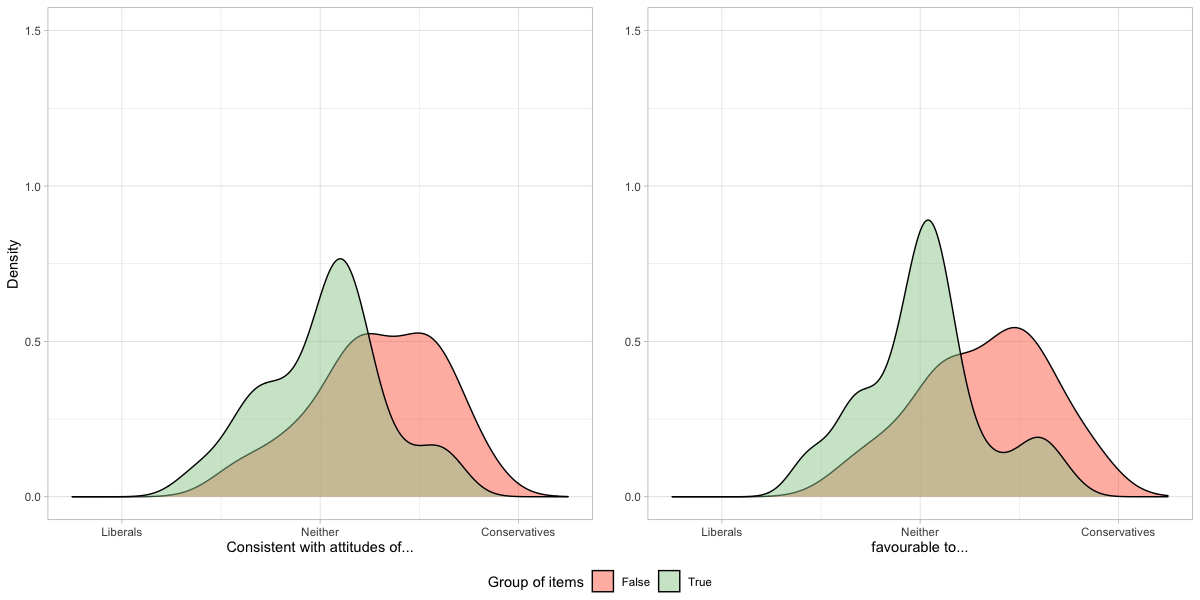 1.5
1.0
0.5
0.0
Density
Liberals Neither Conservatives
Consistent with attitudes of...
1.5
1.0
0.5
0.0
Liberals Neither Conservatives
favourable to...
Group of items False True